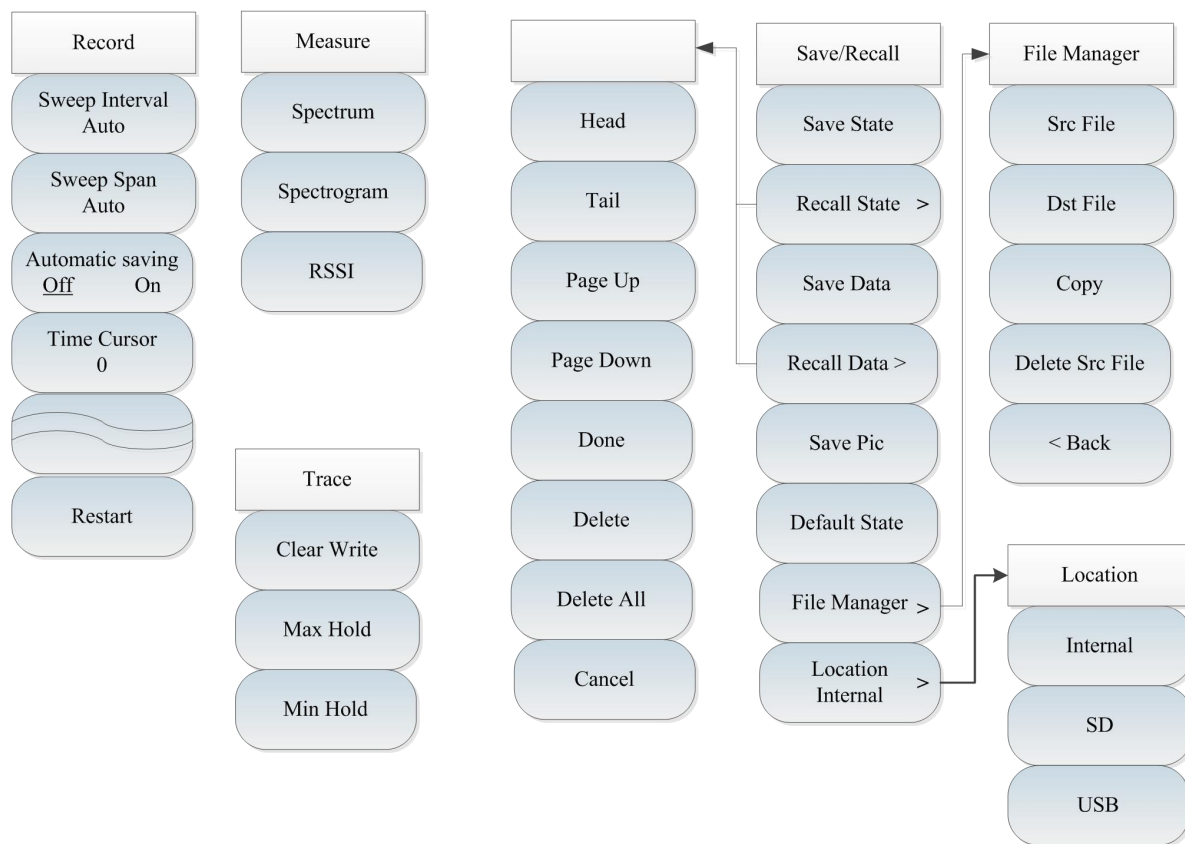 Record
Sweep Interval
Auto
Sweep Span
Auto
Automatic saving
Off On
Time Cursor
0
Restart
Measure
Spectrum
Spectrogram
RSSI
Trace
Clear Write
Max Hold
Min Hold
Head
Tail
Page Up
Page Down
Done
Delete
Delete All
Cancel
Save/Recall
Save State
Recall State >
Save Data
Recall Data >
Save Pic
Default State
File Manager >
Location
Internal >
File Manager
Src File
Dst File
Copy
Delete Src File
< Back
Location
Internal
SD
USB